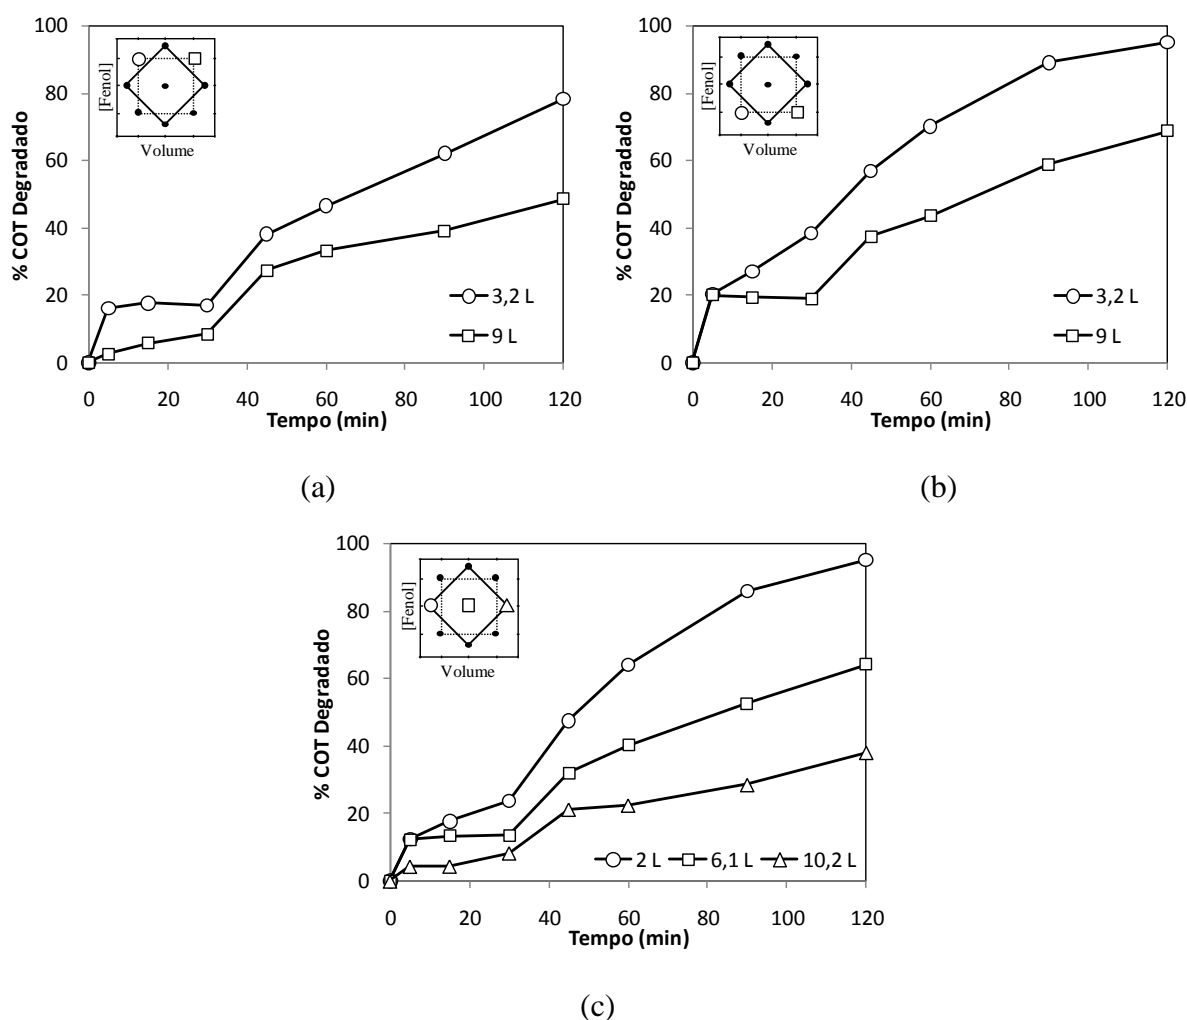 100
80
60
40
20
0
% COT Degradado
[Fenol]
Volume
3,2 L
9 L
0 20 40 60 80 100 120
Tempo (min)
(a)
100
80
60
40
20
0
% COT Degradado
[Fenol]
Volume
3,2 L
9 L
0 20 40 60 80 100 120
Tempo (min)
(b)
100
80
60
40
20
0
% COT Degradado
[Fenol]
Volume
2 L 6,1 L 10,2 L
0 20 40 60 80 100 120
Tempo (min)
(c)